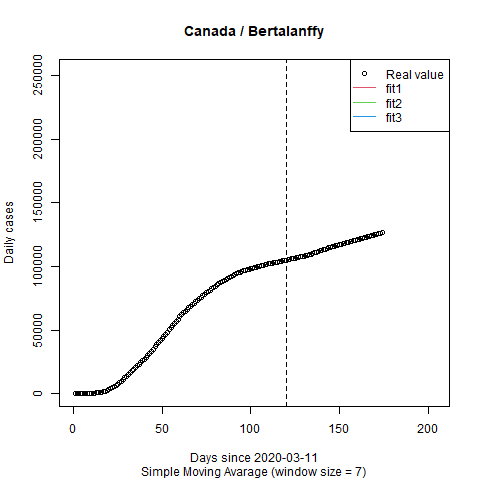 Canada / Bertalanffy
Real value
fit1
fit2
fit3
Daily cases
0
50000
100000
150000
200000
250000
0 50 100 150 200
Days since 2020-03-11
Simple Moving Avarage (window size = 7)